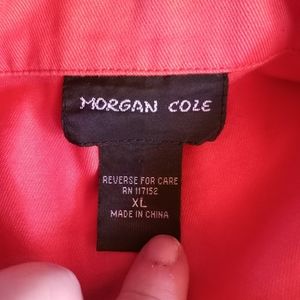 MORGAN COLE
REVERSE FOR CARE
RN 117152
XL
MADE IN CHINA